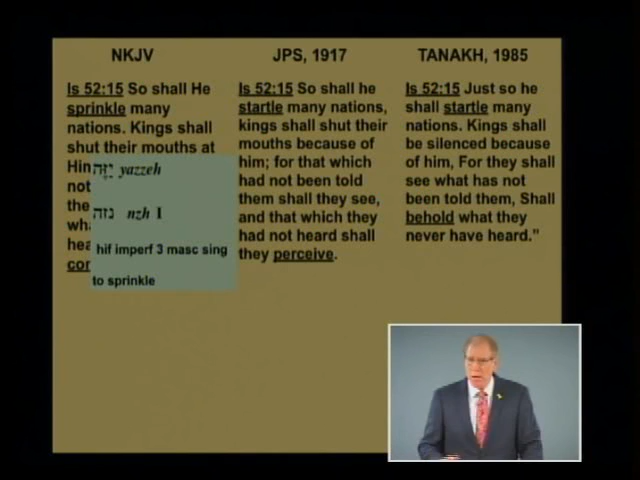 NKJV
Is 52:15 So shall He
sprinkle many
nations. Kings shall
shut their mouths at
Him
not
the
wha
hea
con
יַזֶּה yazzeh
נזה nzh I
hif imperf 3 masc sing
to sprinkle
JPS, 1917
Is 52:15 So shall he
startle many nations,
kings shall shut their
mouths because of
him; for that which
had not been told
them shall they see,
and that which they
had not heard shall
they perceive.
TANAKH, 1985
Is 52:15 Just so he
shall startle many
nations. Kings shall
be silenced because
of him, For they shall
see what has not
been told them, Shall
behold what they
never have heard."